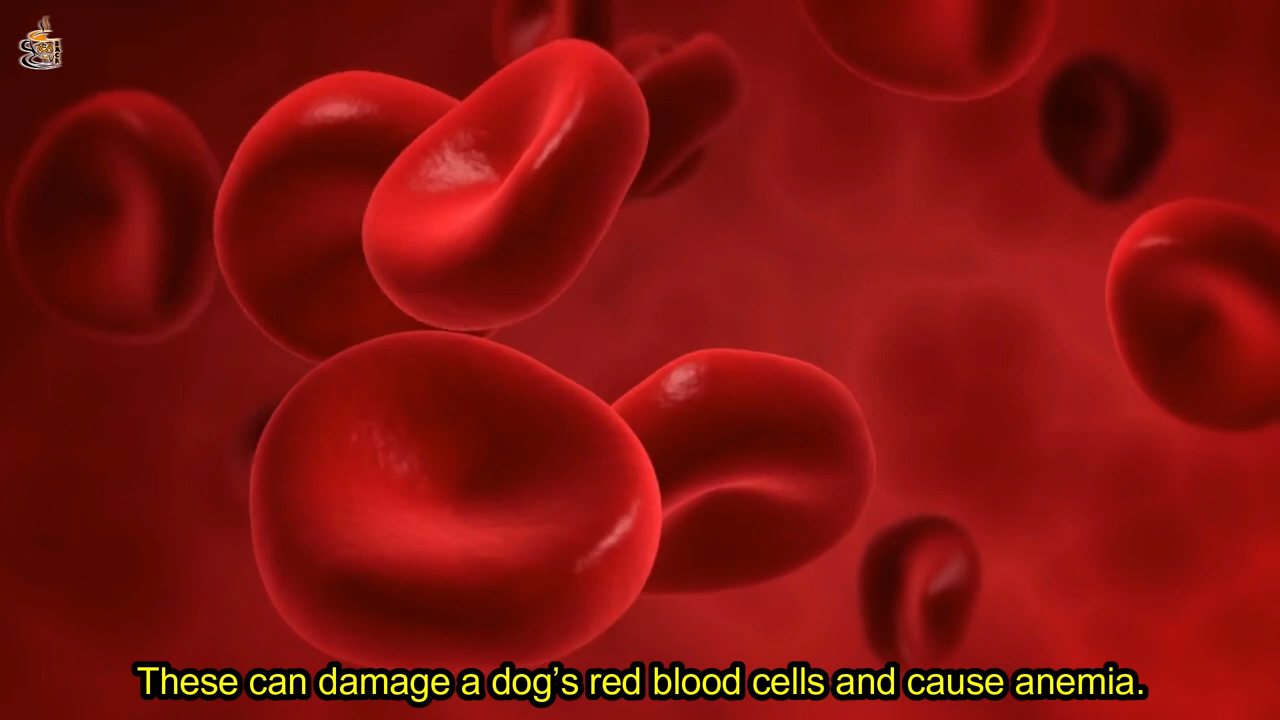 These can damage a dog’s red blood cells and cause anemia.